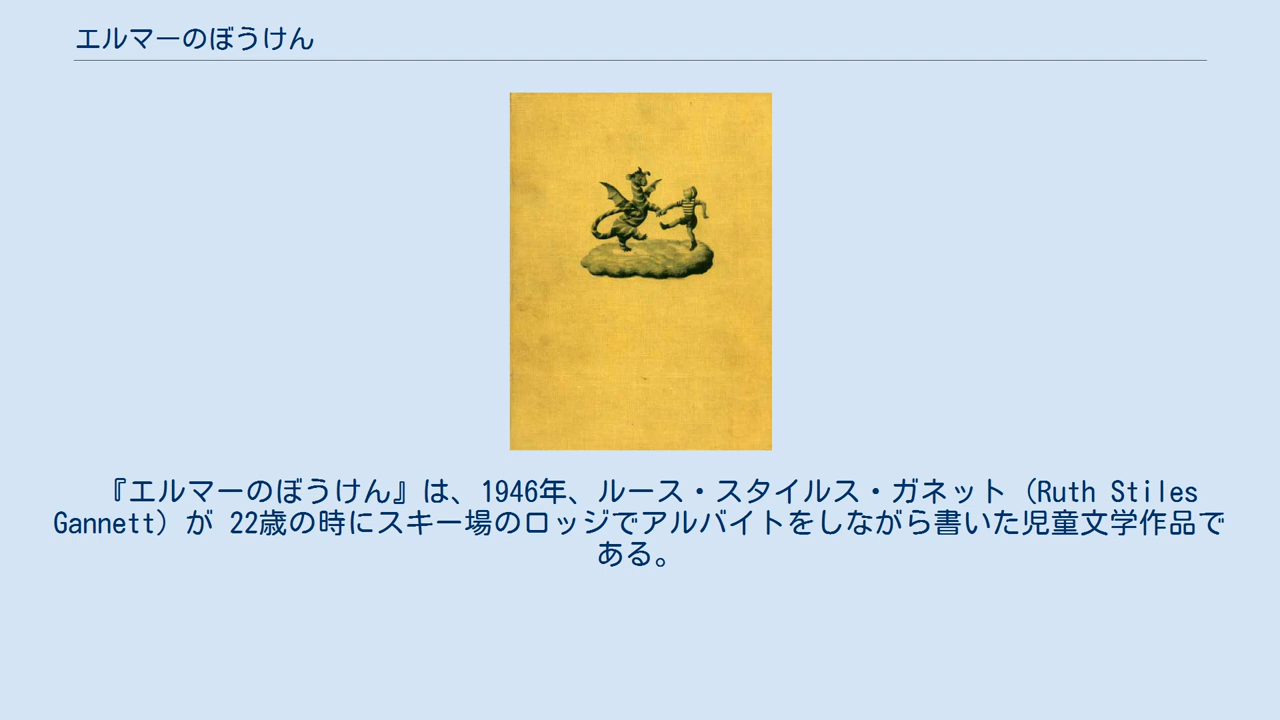 エルマーのぼうけん
『エルマーのぼうけん』は、1946年、ルース・スタイルス・ガネット（Ruth Stiles
Gannett）が 22歳の時にスキー場のロッジでアルバイトをしながら書いた児童文学作品で
ある。